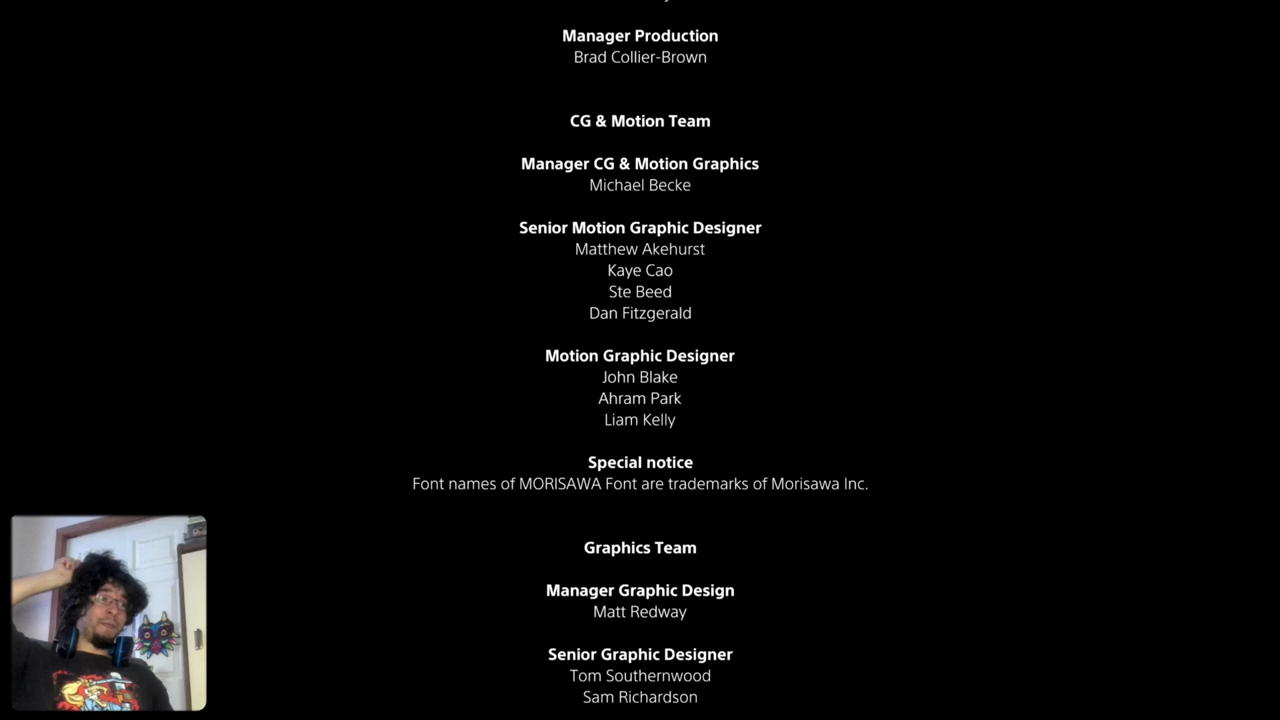 Manager Production
Brad Collier-Brown
CG & Motion Team
Manager CG & Motion Graphics
Michael Becke
Senior Motion Graphic Designer
Matthew Akehurst
Kaye Cao
Ste Beed
Dan Fitzgerald
Motion Graphic Designer
John Blake
Ahram Park
Liam Kelly
Special notice
Font names of MORISAWA Font are trademarks of Morisawa Inc.
Graphics Team
Manager Graphic Design
Matt Redway
Senior Graphic Designer
Tom Southernwood
Sam Richardson